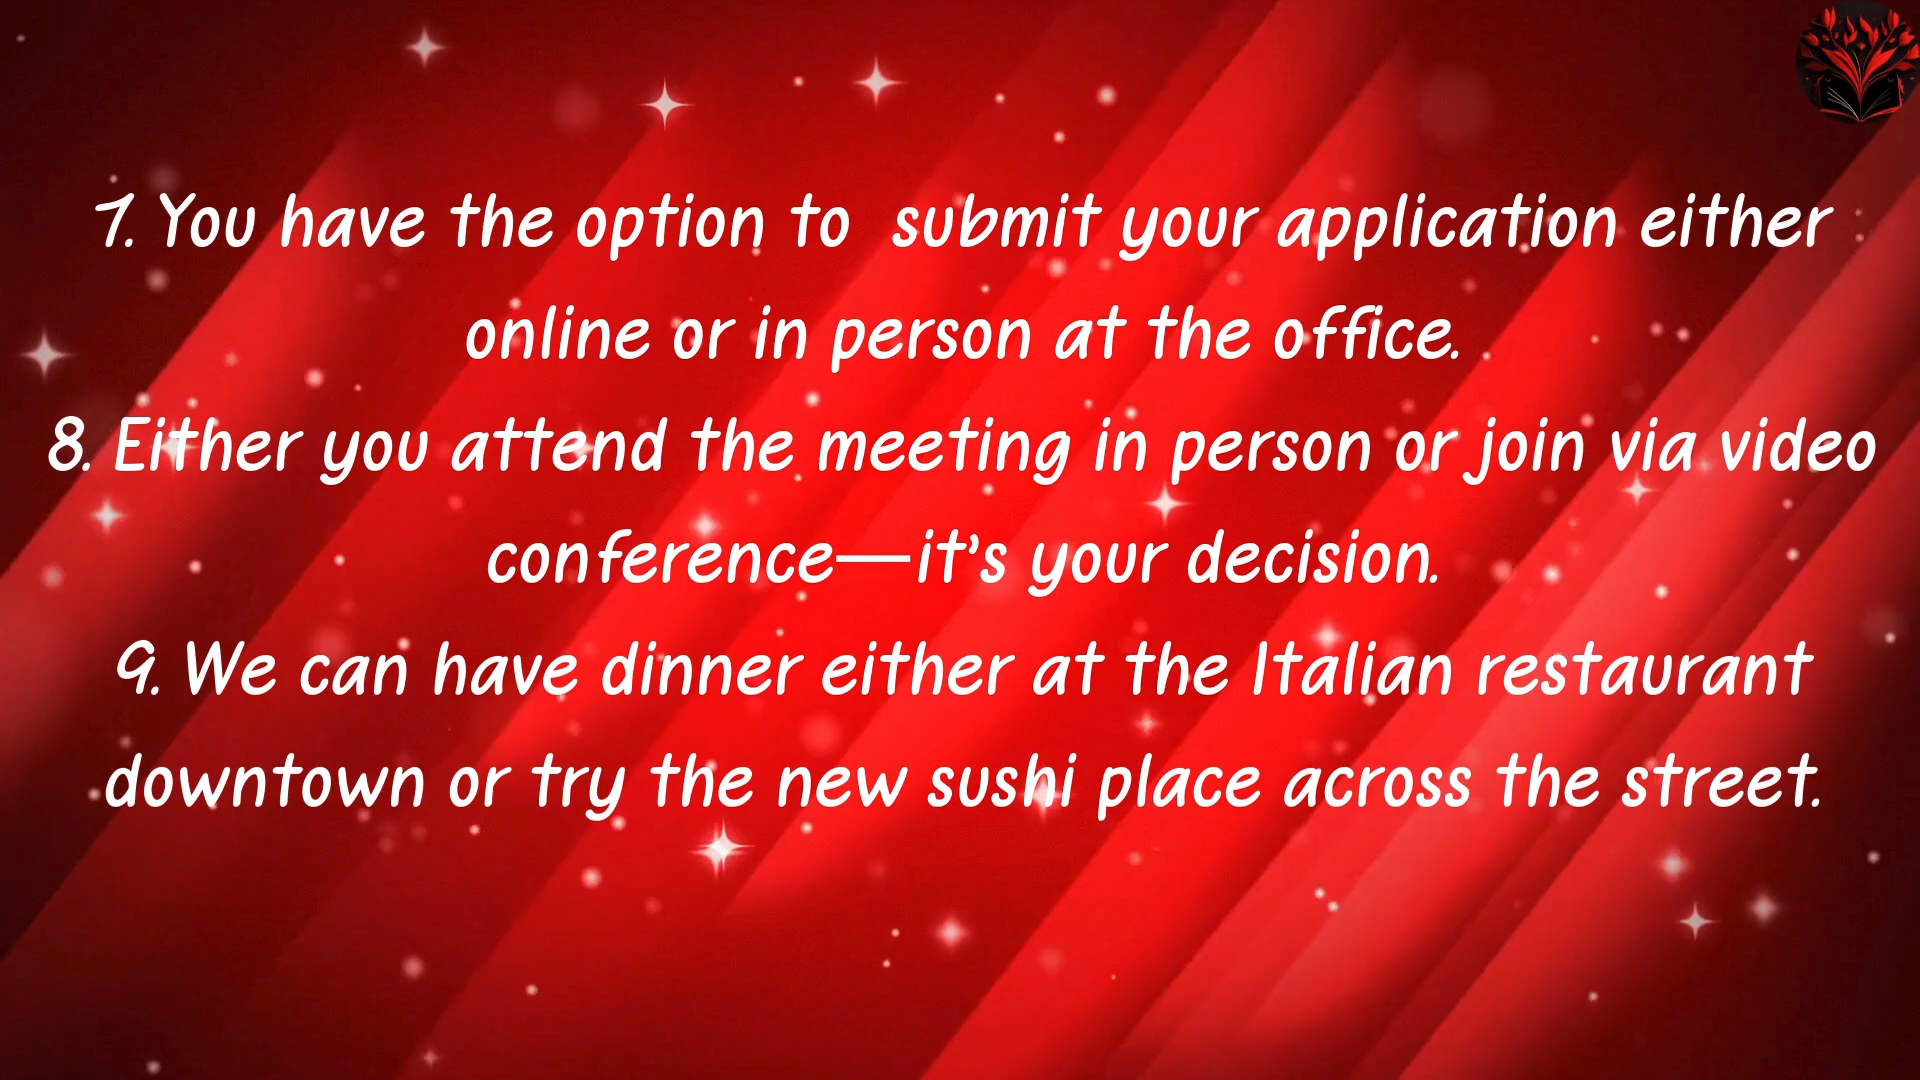 7. You have the option to  submit your application either
online or in person at the office.
8. Either you attend the meeting in person or join via video
conference—it's your decision.
9. We can have dinner either at the Italian restaurant
downtown or try the new sushi place across the street.